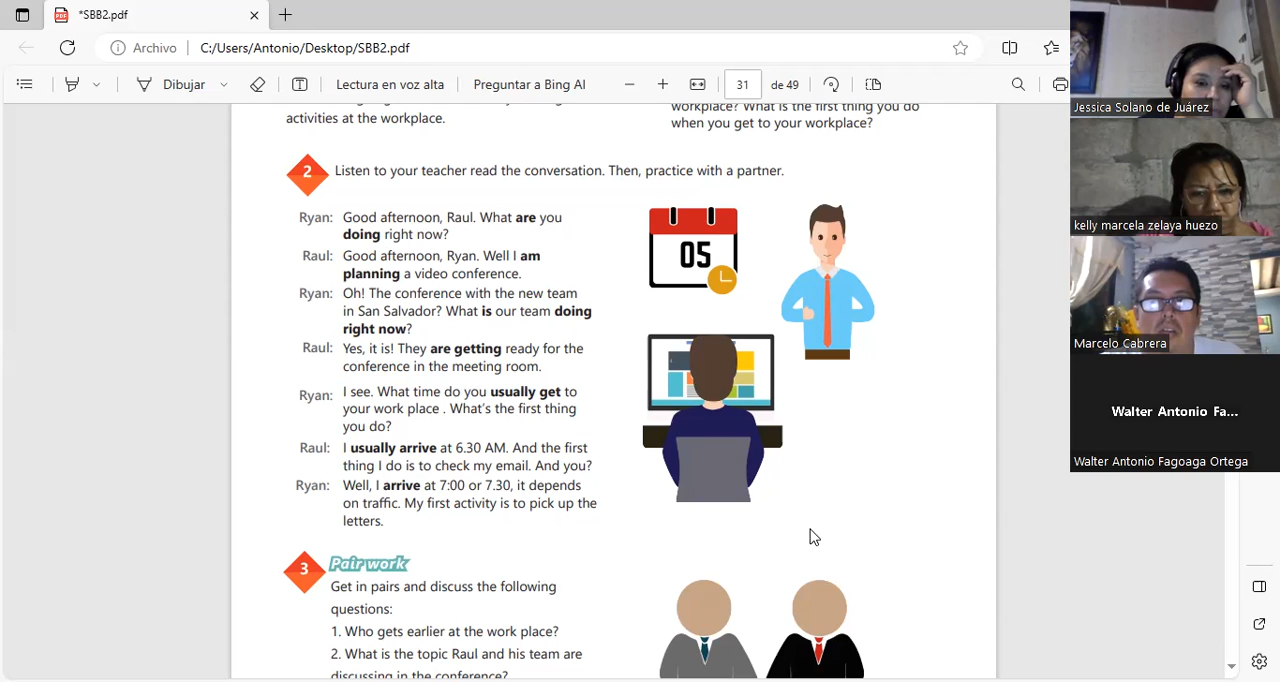 *SBB2.pdf
Archivo
C:/Users/Antonio/Desktop/SBB2.pdf
Dibujar
Lectura en voz alta
Preguntar a Bing AI
31
de 49
activities at the workplace.
workplace? What is the first thing you do
when you get to your workplace?
2
Listen to your teacher read the conversation. Then, practice with a partner.
Ryan: Good afternoon, Raul. What are you
doing right now?
Raul: Good afternoon, Ryan. Well I am
planning a video conference.
Ryan: Oh! The conference with the new team
in San Salvador? What is our team doing
right now?
Raul: Yes, it is! They are getting ready for the
conference in the meeting room.
Ryan: I see. What time do you usually get to
your work place . What's the first thing
you do?
Raul: I usually arrive at 6.30 AM. And the first
thing I do is to check my email. And you?
Ryan: Well, I arrive at 7:00 or 7.30, it depends
on traffic. My first activity is to pick up the
letters.
05
3
Pair work
Get in pairs and discuss the following
questions:
1. Who gets earlier at the work place?
2. What is the topic Raul and his team are
discussing in the conference?
Jessica Solano de Juárez
kelly marcela zelaya huezo
Marcelo Cabrera
Walter Antonio Fa...
Walter Antonio Fagoaga Ortega